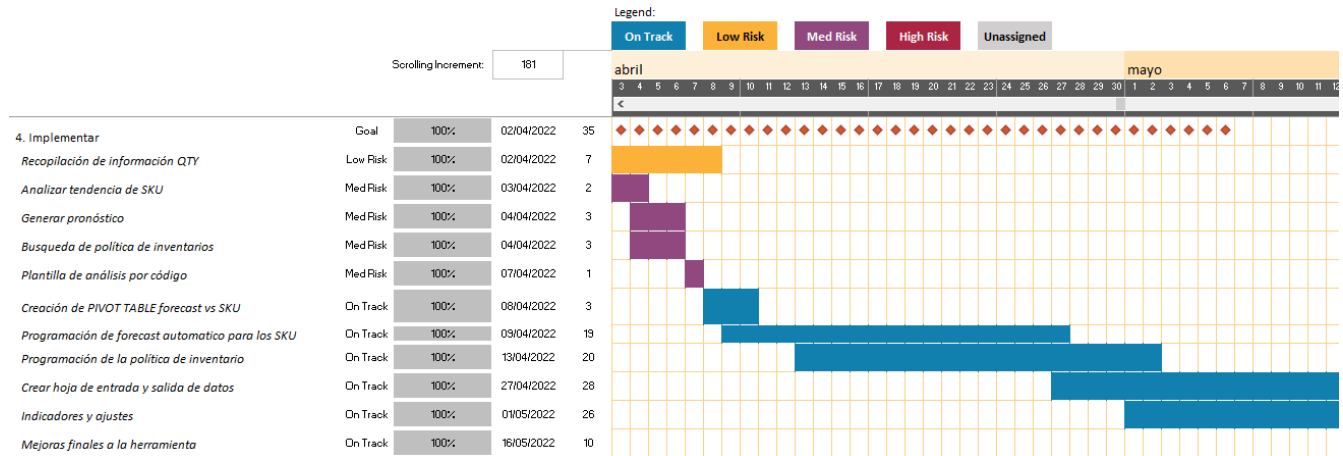 Legend:
On Track Low Risk Med Risk High Risk Unassigned
Scrolling Increment: 181
abril mayo
3 4 5 6 7 8 9 10 11 12 13 14 15 16 17 18 19 20 21 22 23 24 25 26 27 28 29 30 1 2 3 4 5 6 7 8 9 10 11 12
<
4. Implementar Goal 100% 02/04/2022 35
Recopilación de información QTY Low Risk 100% 02/04/2022 7
Analizar tendencia de SKU Med Risk 100% 03/04/2022 2
Generar pronóstico Med Risk 100% 04/04/2022 3
Busqueda de política de inventarios Med Risk 100% 04/04/2022 3
Plantilla de análisis por código Med Risk 100% 07/04/2022 1
Creación de PIVOT TABLE forecast vs SKU On Track 100% 08/04/2022 3
Programación de forecast automatico para los SKU On Track 100% 09/04/2022 19
Programación de la política de inventario On Track 100% 13/04/2022 20
Crear hoja de entrada y salida de datos On Track 100% 27/04/2022 28
Indicadores y ajustes On Track 100% 01/05/2022 26
Mejoras finales a la herramienta On Track 100% 16/05/2022 10